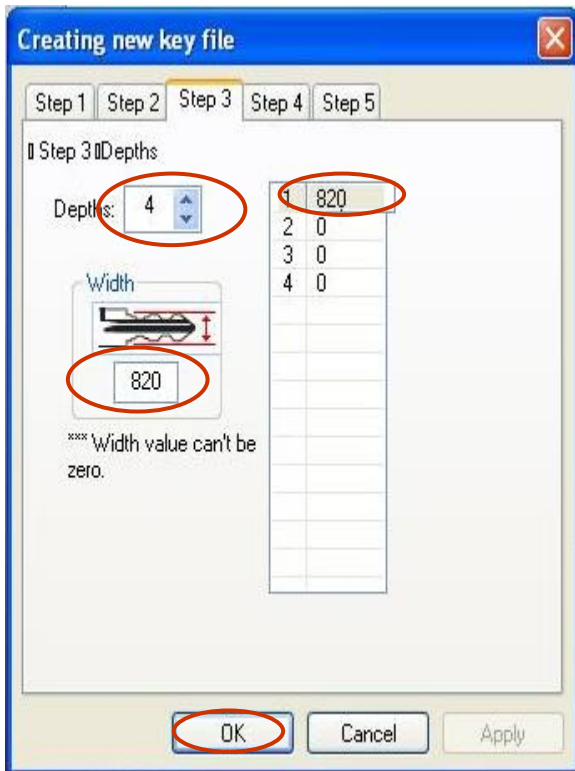 Creating new key file
Step 1 Step 2 Step 3 Step 4 Step 5
Step 3 Depths
Depths: 4
1 820
2 0
3 0
4 0
Width
820
*** Width value can't be
zero.
OK Cancel Apply